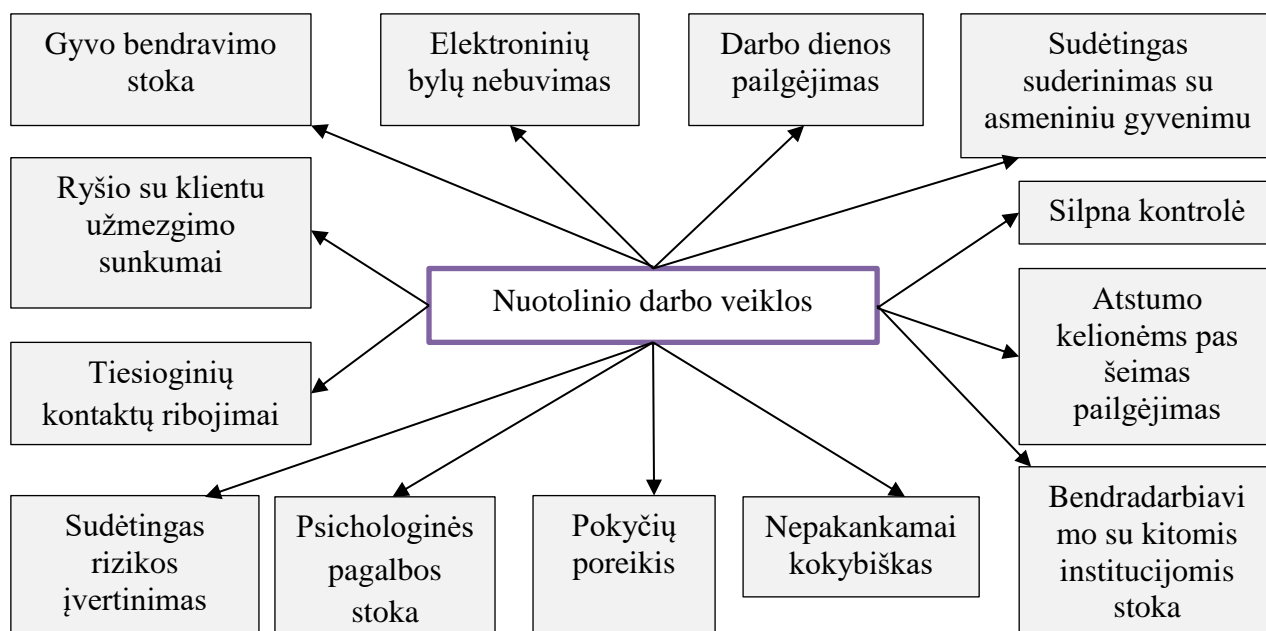 Gyvo bendravimo
stoka
Elektroninių
bylų nebuvimas
Darbo dienos
pailgėjimas
Sudėtingas
suderinimas su
asmeniniu gyvenimu
Ryšio su klientu
užmezgimo
sunkumai
Silpna kontrolė
Nuotolinio darbo veiklos
Atstumo
kelionėms pas
šeimas
pailgėjimas
Tiesioginių
kontaktų ribojimai
Sudėtingas
rizikos
įvertinimas
Psichologinės
pagalbos
stoka
Pokyčių
poreikis
Nepakankamai
kokybiškas
Bendradarbiavi
mo su kitomis
institucijomis
stoka